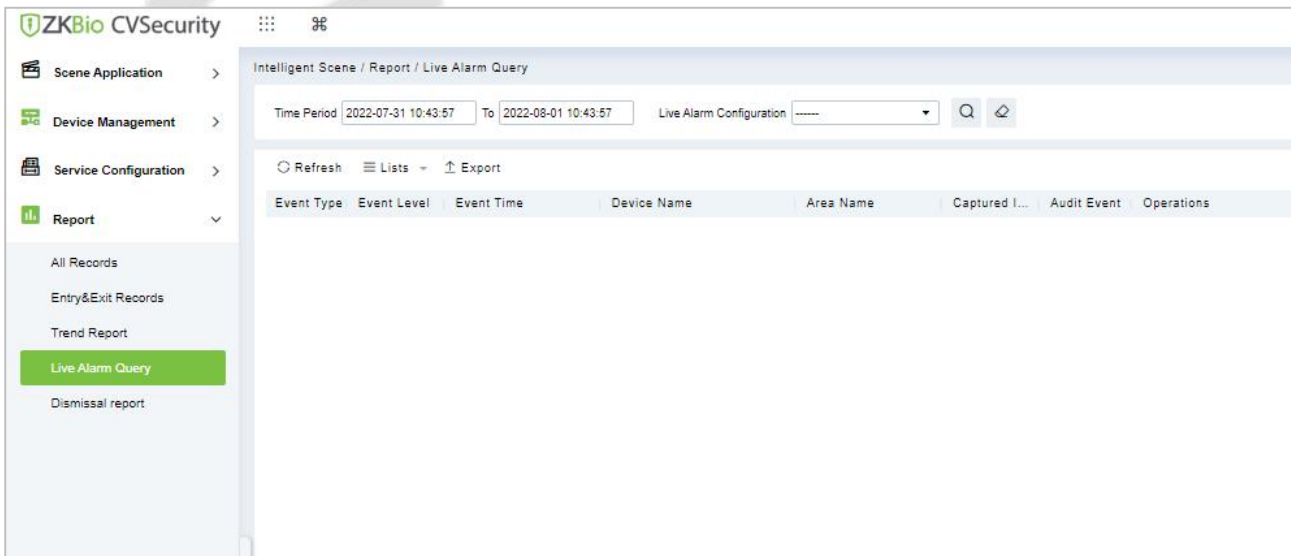 ZKBio CVSecurity
Scene Application
Device Management
Service Configuration
Report
All Records
Entry&Exit Records
Trend Report
Live Alarm Query
Dismissal report
Intelligent Scene / Report / Live Alarm Query
Time Period 2022-07-31 10:43:57 To 2022-08-01 10:43:57 Live Alarm Configuration ------
Refresh Lists Export
Event Type Event Level Event Time Device Name Area Name Captured I... Audit Event Operations